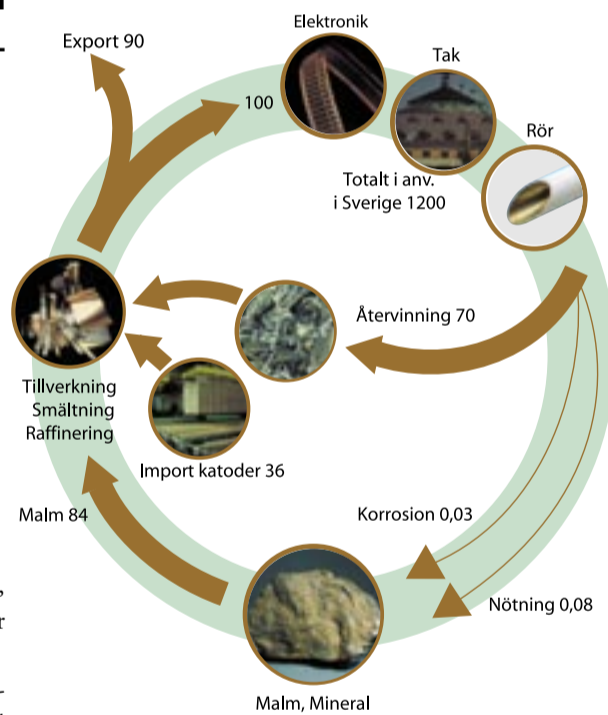 Elektronik
Export 90
Tak
100
Rör
Totalt i anv.
i Sverige 1200
Återvinning 70
Tillverkning
Smältning
Raffinering
Import katoder 36
Malm 84
Korrosion 0,03
Nötning 0,08
Malm, Mineral